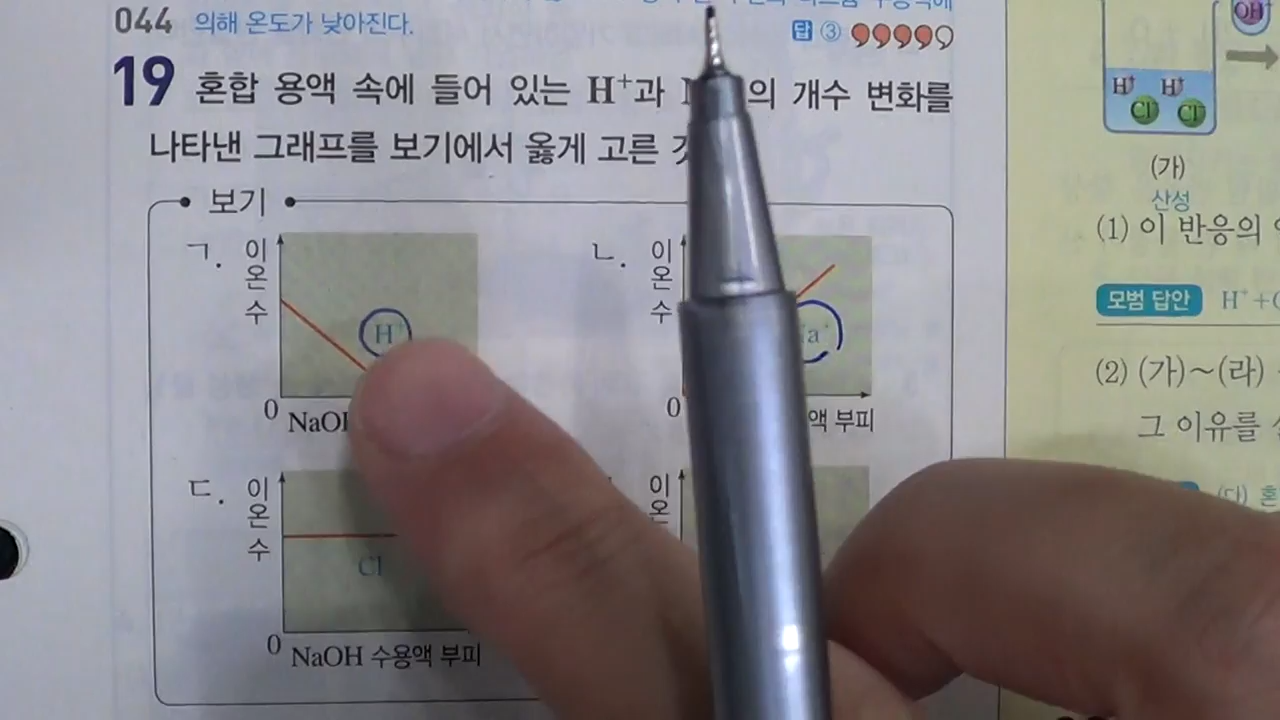 044 의해 온도가 낮아진다.
답 ③
19 혼합 용액 속에 들어 있는 H⁺과 의 개수 변화를
나타낸 그래프를 보기에서 옳게 고른
보기
ㄱ. 이온 수
H⁺
0
ㄴ. 이온 수
0
액 부피
ㄷ. 이온 수
Cl
0 NaOH 수용액 부피
이온
OH⁻
H⁺ H⁺
Cl⁻ Cl⁻
(가)
산성
(1) 이 반응의
모범 답안 H⁺+
(2) (가)~(라)
그 이유를
(다) 혼